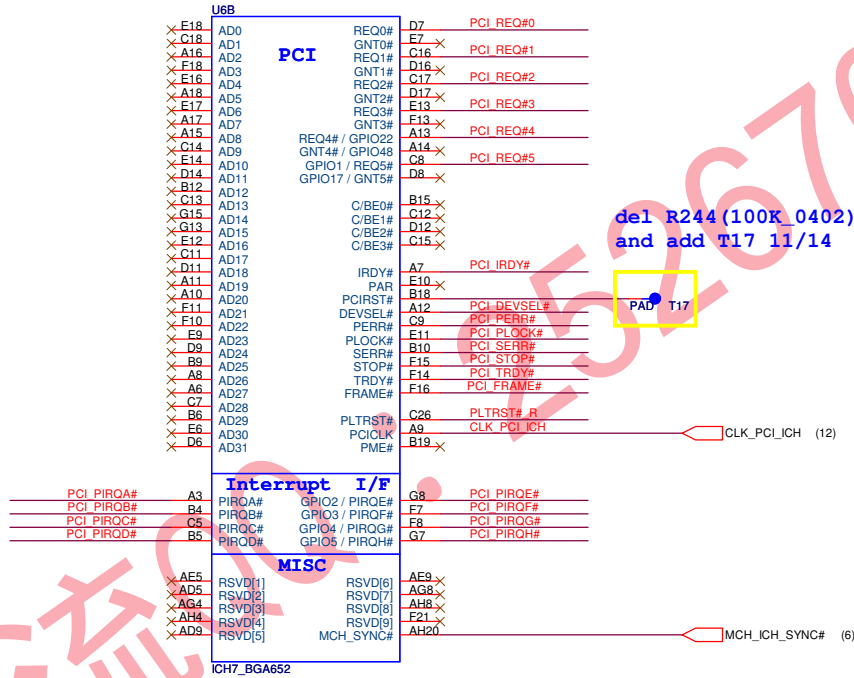 U6B
PCI
E18 AD0 REQ0# D7 PCI_REQ#0
C18 AD1 GNT0# E7
A16 AD2 REQ1# C16 PCI_REQ#1
F18 AD3 GNT1# D16
E16 AD4 REQ2# C17 PCI_REQ#2
A18 AD5 GNT2# D17
E17 AD6 REQ3# E13 PCI_REQ#3
A17 AD7 GNT3# F13
A15 AD8 REQ4# / GPIO22 A13 PCI_REQ#4
C14 AD9 GNT4# / GPIO48 A14
E14 AD10 GPIO1 / REQ5# C8 PCI_REQ#5
D14 AD11 GPIO17 / GNT5# D8
B12 AD12
C13 AD13 C/BE0# B15
G15 AD14 C/BE1# C12
G13 AD15 C/BE2# D12
E12 AD16 C/BE3# C15
C11 AD17
D11 AD18 IRDY# A7 PCI_IRDY#
A11 AD19 PAR E10
A10 AD20 PCIRST# B18
F11 AD21 DEVSEL# A12 PCI_DEVSEL#
F10 AD22 PERR# C9 PCI_PERR#
E9 AD23 PLOCK# E11 PCI_PLOCK#
D9 AD24 SERR# B10 PCI_SERR#
B9 AD25 STOP# F15 PCI_STOP#
A8 AD26 TRDY# F14 PCI_TRDY#
A6 AD27 FRAME# F16 PCI_FRAME#
C7 AD28
B6 AD29 PLTRST# C26 PLTRST#_R
E6 AD30 PCICLK A9 CLK_PCI_ICH CLK_PCI_ICH (12)
D6 AD31 PME# B19
del R244(100K_0402)
and add T17 11/14
PAD T17
Interrupt I/F
PCI_PIRQA# A3 PIRQA# GPIO2 / PIRQE# G8 PCI_PIRQE#
PCI_PIRQB# B4 PIRQB# GPIO3 / PIRQF# F7 PCI_PIRQF#
PCI_PIRQC# C5 PIRQC# GPIO4 / PIRQG# F8 PCI_PIRQG#
PCI_PIRQD# B5 PIRQD# GPIO5 / PIRQH# G7 PCI_PIRQH#
MISC
AE5 RSVD[1] RSVD[6] AE9
AD5 RSVD[2] RSVD[7] AG8
AG4 RSVD[3] RSVD[8] AH8
AH4 RSVD[4] RSVD[9] F21
AD9 RSVD[5] MCH_SYNC# AH20 MCH_ICH_SYNC# (6)
ICH7_BGA652
流QQ:25267